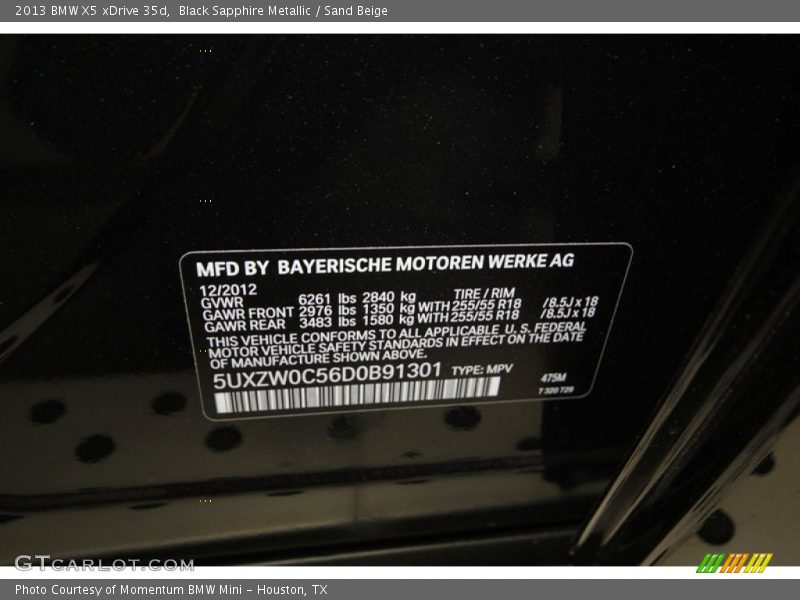 2013 BMW X5 xDrive 35d,  Black Sapphire Metallic / Sand Beige
MFD BY BAYERISCHE MOTOREN WERKE AG
12/2012 TIRE / RIM
GVWR 6261 lbs 2840 kg
GAWR FRONT 2976 lbs 1350 kg WITH 255/55 R18 /8.5J x 18
GAWR REAR 3483 lbs 1580 kg WITH 255/55 R18 /8.5J x 18
THIS VEHICLE CONFORMS TO ALL APPLICABLE U.S. FEDERAL
MOTOR VEHICLE SAFETY STANDARDS IN EFFECT ON THE DATE
OF MANUFACTURE SHOWN ABOVE.
5UXZW0C56D0B91301 TYPE: MPV 475M
7 320 729
GTCARLOT.COM
Photo Courtesy of Momentum BMW Mini – Houston, TX